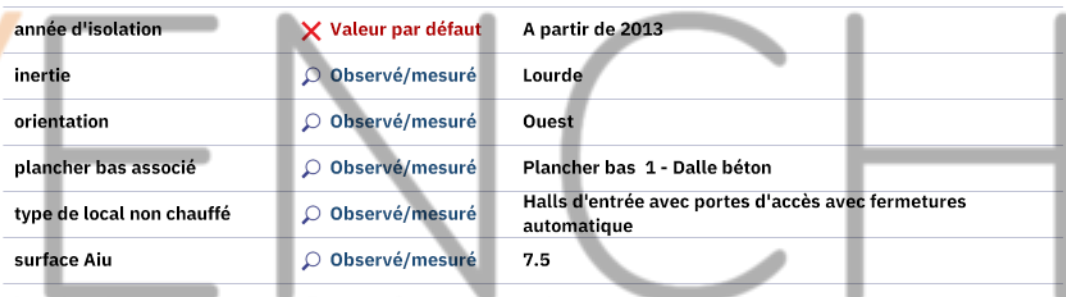 année d'isolation Valeur par défaut A partir de 2013
inertie Observé/mesuré Lourde
orientation Observé/mesuré Ouest
plancher bas associé Observé/mesuré Plancher bas 1 - Dalle béton
type de local non chauffé Observé/mesuré Halls d'entrée avec portes d'accès avec fermetures
automatique
surface Aiu Observé/mesuré 7.5
ENCH